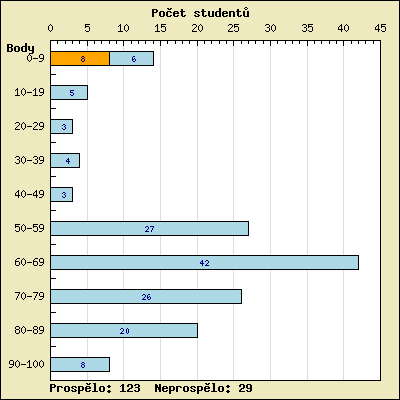 Počet studentů
0 5 10 15 20 25 30 35 40 45
Body
0-9 8 6
10-19 5
20-29 3
30-39 4
40-49 3
50-59 27
60-69 42
70-79 26
80-89 20
90-100 8
Prospělo: 123 Neprospělo: 29